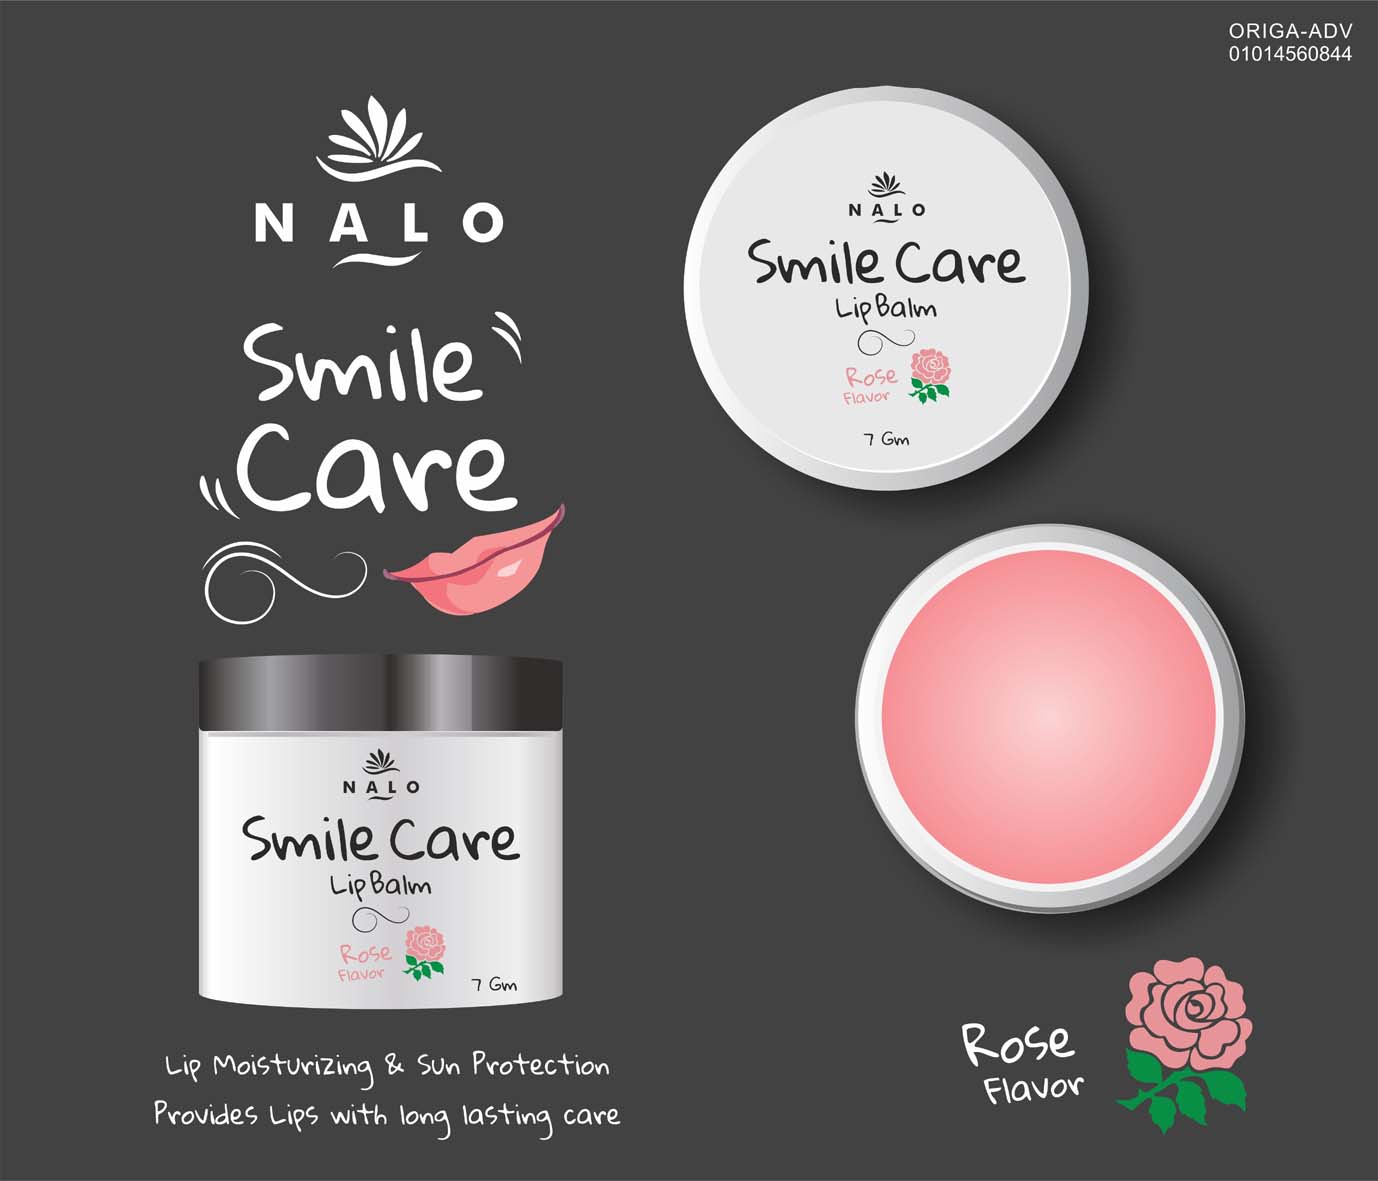 ORIGA-ADV
01014560844
NALO
Smile
Care
NALO
Smile Care
Lip Balm
Rose
Flavor
7 Gm
NALO
Smile Care
Lip Balm
Rose
Flavor
7 Gm
Lip Moisturizing & Sun Protection
Provides Lips with long lasting care
Rose
Flavor